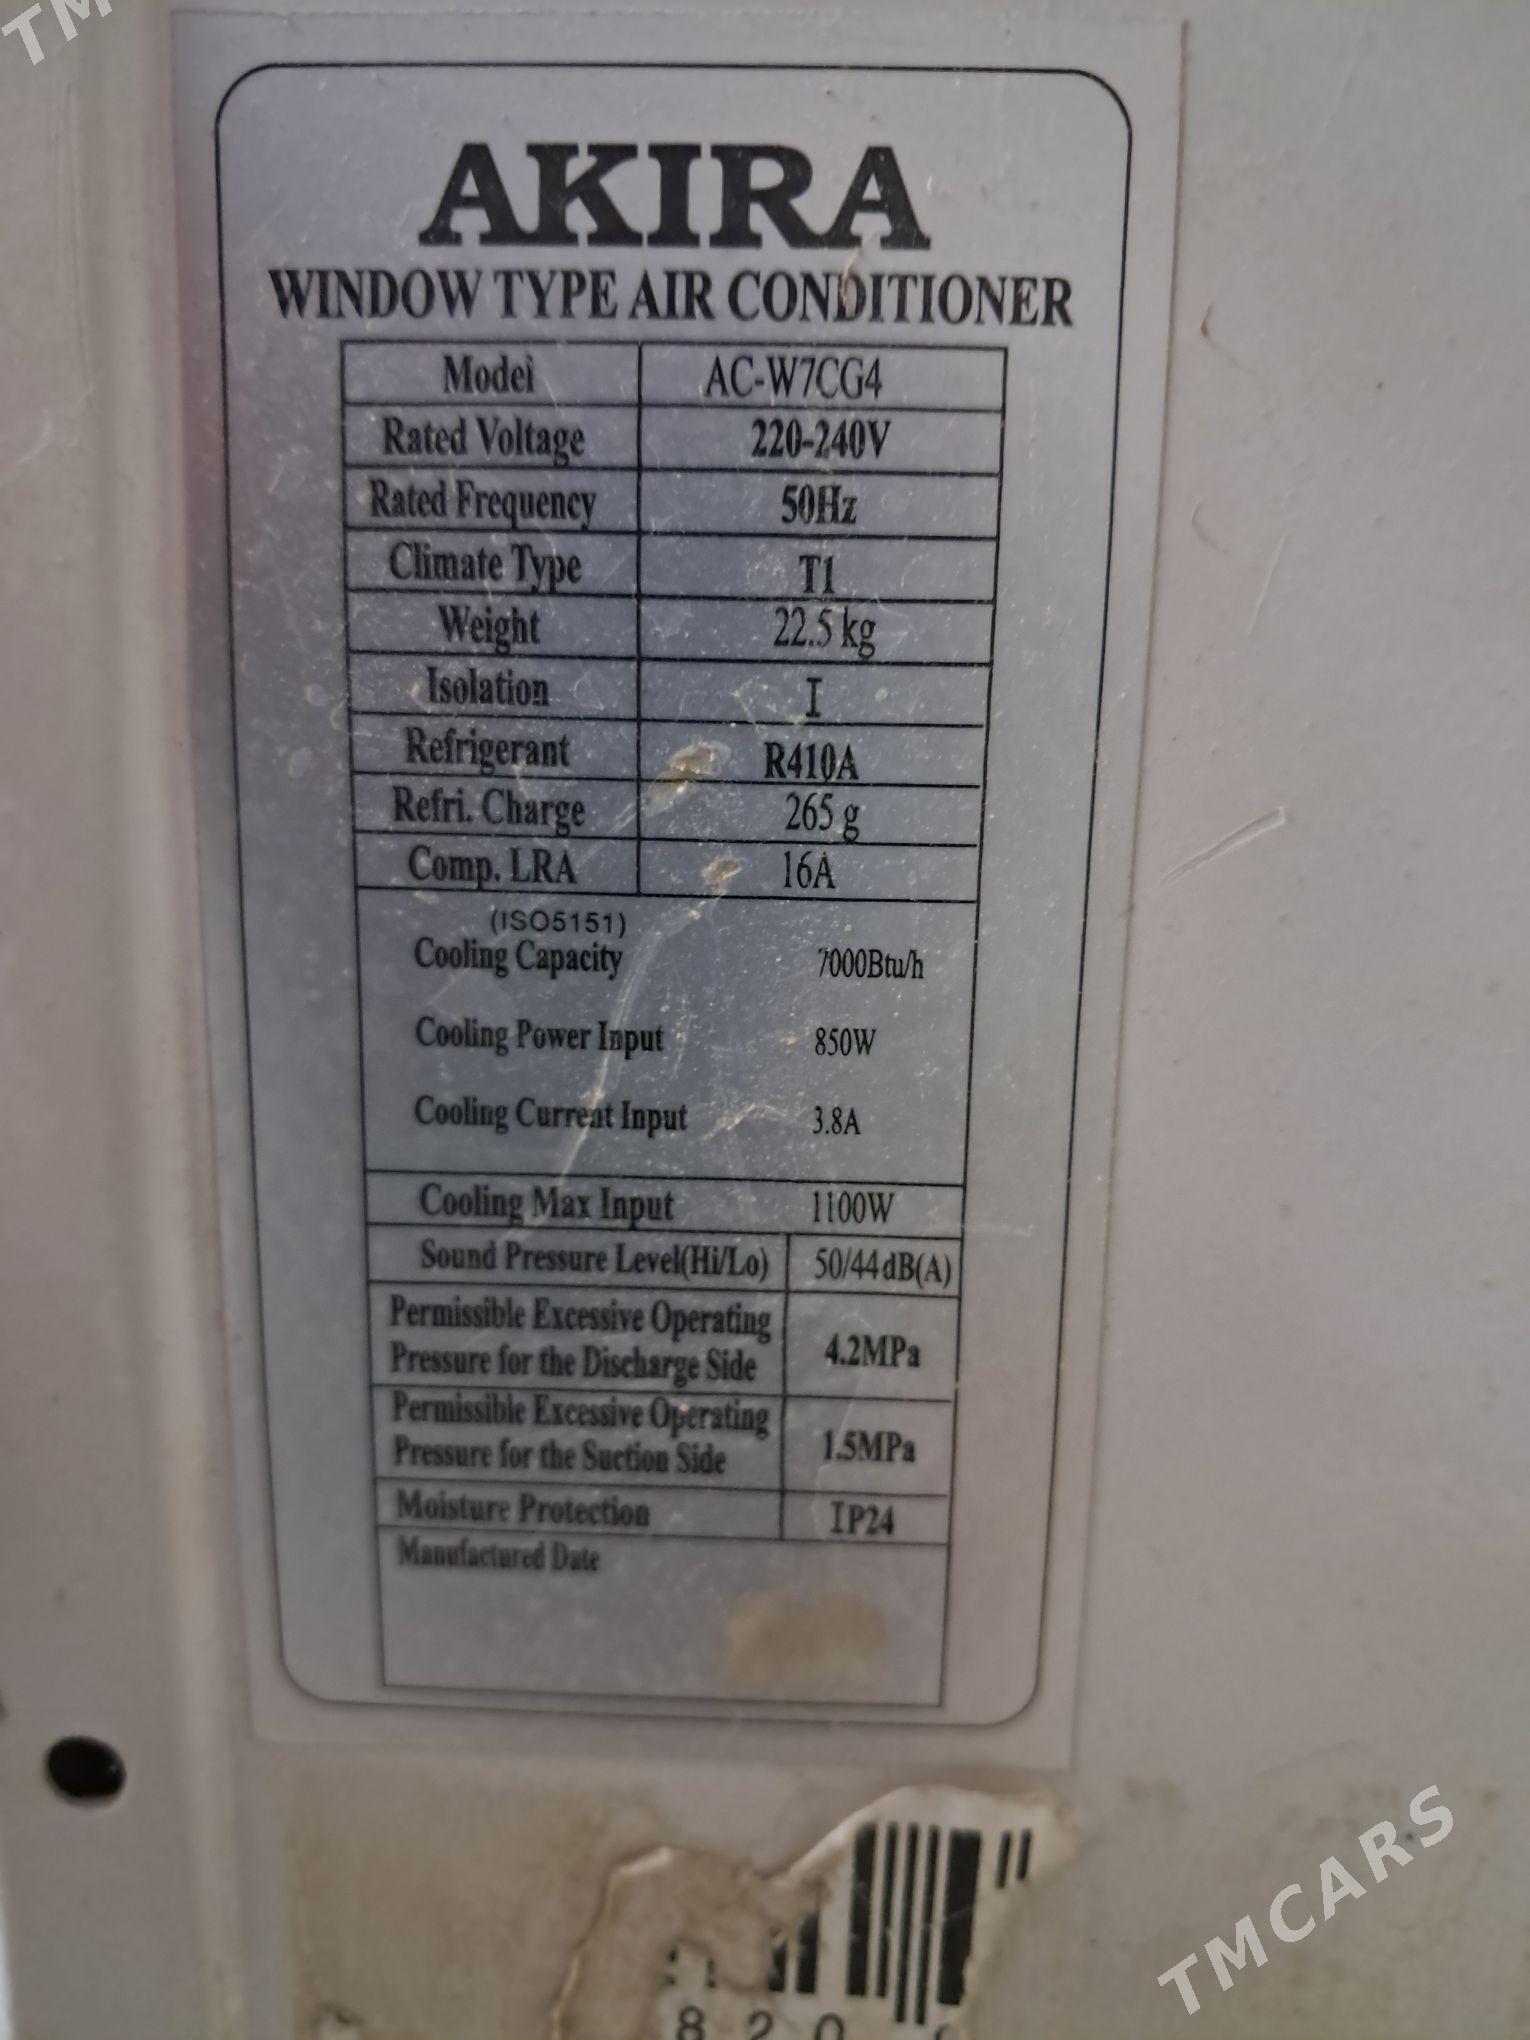 TM
AKIRA
WINDOW TYPE AIR CONDITIONER
Model AC-W7CG4
Rated Voltage 220-240V
Rated Frequency 50Hz
Climate Type T1
Weight 22.5 kg
Isolation I
Refrigerant R410A
Refri. Charge 265 g
Comp. LRA 16A
(ISO5151)
Cooling Capacity 7000Btu/h
Cooling Power Input 850W
Cooling Current Input 3.8A
Cooling Max Input 1100W
Sound Pressure Level(Hi/Lo) 50/44dB(A)
Permissible Excessive Operating
Pressure for the Discharge Side 4.2MPa
Permissible Excessive Operating
Pressure for the Suction Side 1.5MPa
Moisture Protection IP24
Manufactured Date
820
TMCARS